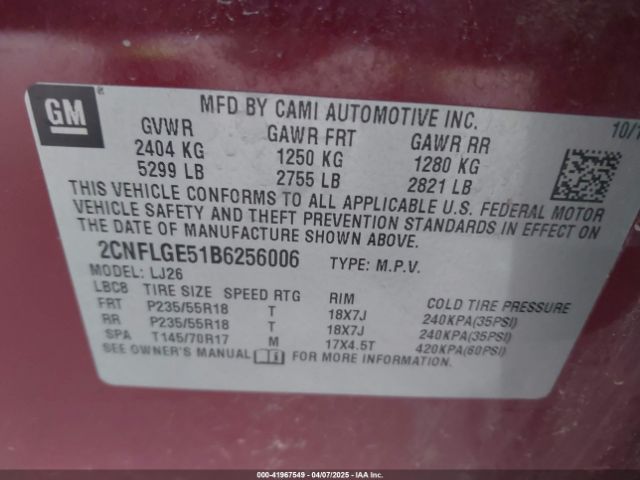 GM
MFD BY CAMI AUTOMOTIVE INC.
GVWR GAWR FRT GAWR RR
2404 KG 1250 KG 1280 KG
5299 LB 2755 LB 2821 LB
THIS VEHICLE CONFORMS TO ALL APPLICABLE U.S. FEDERAL MOTOR
VEHICLE SAFETY AND THEFT PREVENTION STANDARDS IN EFFECT ON
THE DATE OF MANUFACTURE SHOWN ABOVE.
2CNFLGE51B6256006 TYPE: M.P.V.
MODEL: LJ26
LBC8 TIRE SIZE SPEED RTG RIM COLD TIRE PRESSURE
FRT P235/55R18 T 18X7J 240KPA(35PSI)
RR P235/55R18 T 18X7J 240KPA(35PSI)
SPA T145/70R17 M 17X4.5T 420KPA(60PSI)
SEE OWNER'S MANUAL FOR MORE INFORMATION.
000-41967549 - 04/07/2025 - IAA Inc.